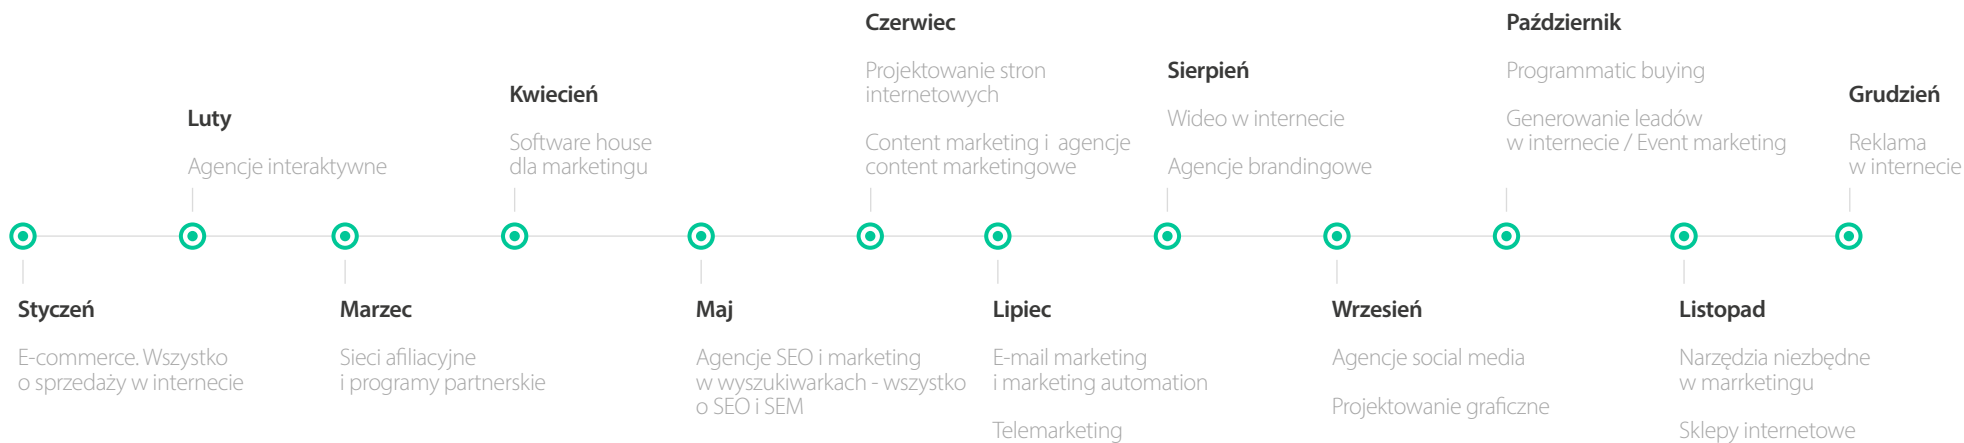 Styczeń
E-commerce. Wszystko
o sprzedaży w internecie
Luty
Agencje interaktywne
Marzec
Sieci afiliacyjne
i programy partnerskie
Kwiecień
Software house
dla marketingu
Maj
Agencje SEO i marketing
w wyszukiwarkach - wszystko
o SEO i SEM
Czerwiec
Projektowanie stron
internetowych
Content marketing i agencje
content marketingowe
Lipiec
E-mail marketing
i marketing automation
Telemarketing
Sierpień
Wideo w internecie
Agencje brandingowe
Wrzesień
Agencje social media
Projektowanie graficzne
Październik
Programmatic buying
Generowanie leadów
w internecie / Event marketing
Listopad
Narzędzia niezbędne
w marrketingu
Sklepy internetowe
Grudzień
Reklama
w internecie